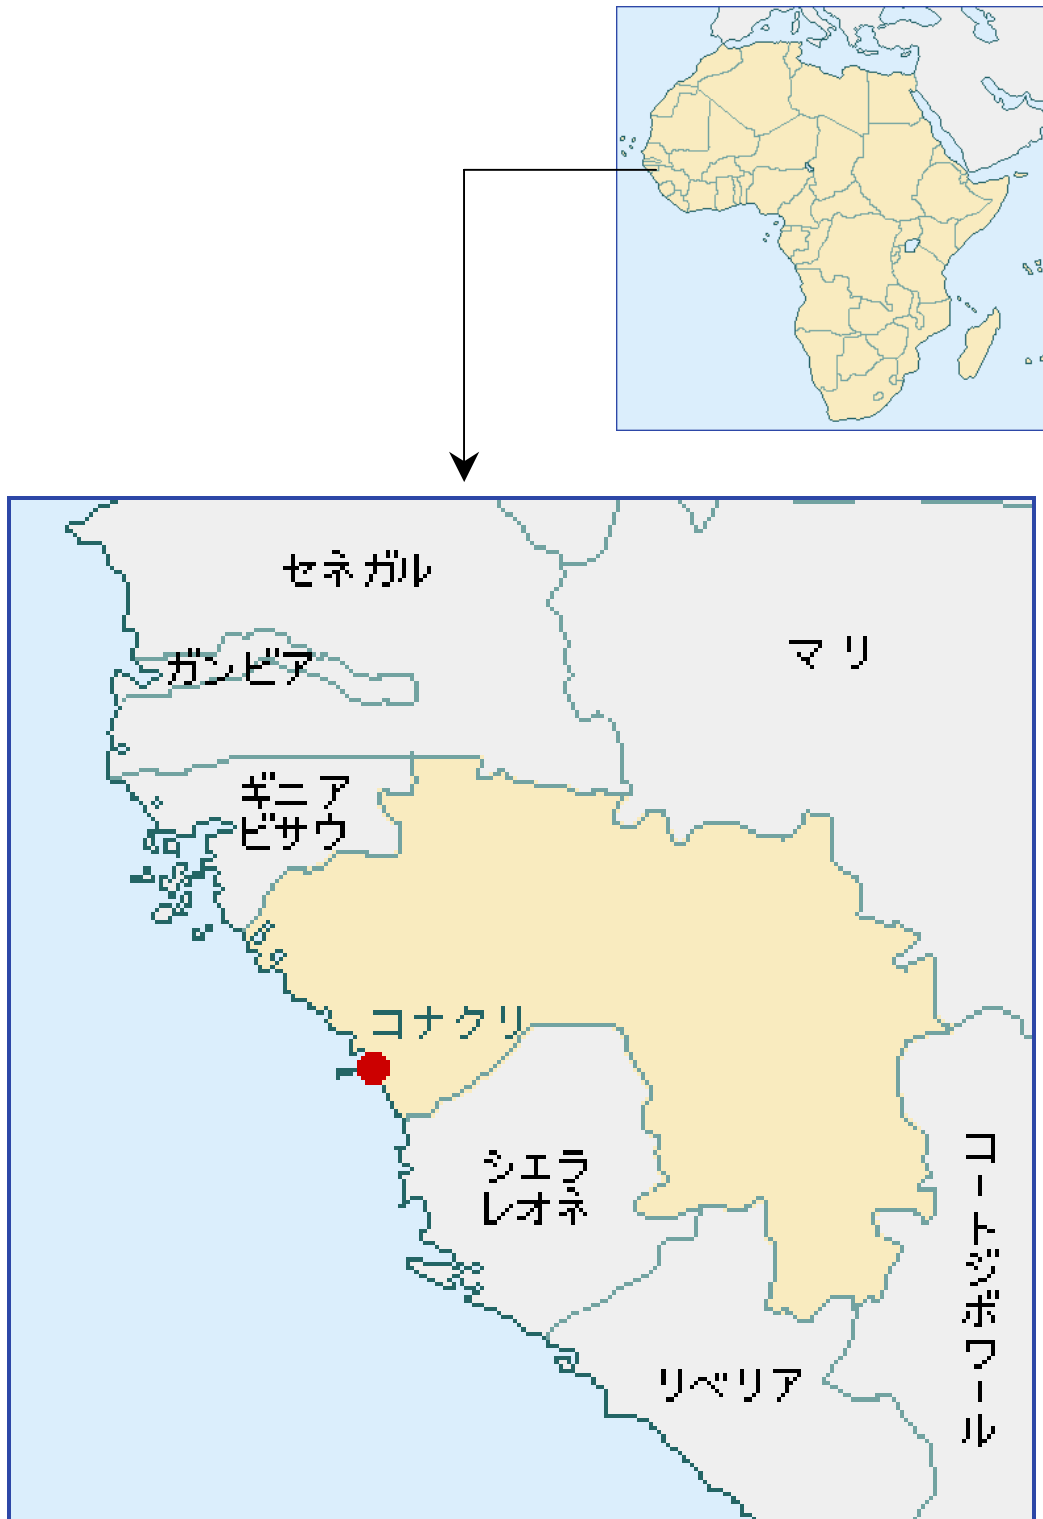 セネガル
マリ
ガンビア
ギニア
ビサウ
コナクリ
シエラ
レオネ
コートジボワール
リベリア